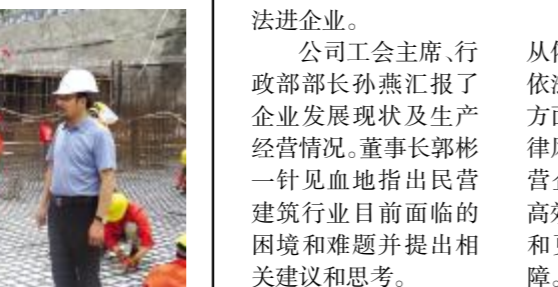 法进企业。
公司工会主席、行
政部部长孙燕汇报了
企业发展现状及生产
经营情况。董事长郭彬
一针见血地指出民营
建筑行业目前面临的
困境和难题并提出相
关建议和思考。
从
依
方面
律
营
高效
和
障。